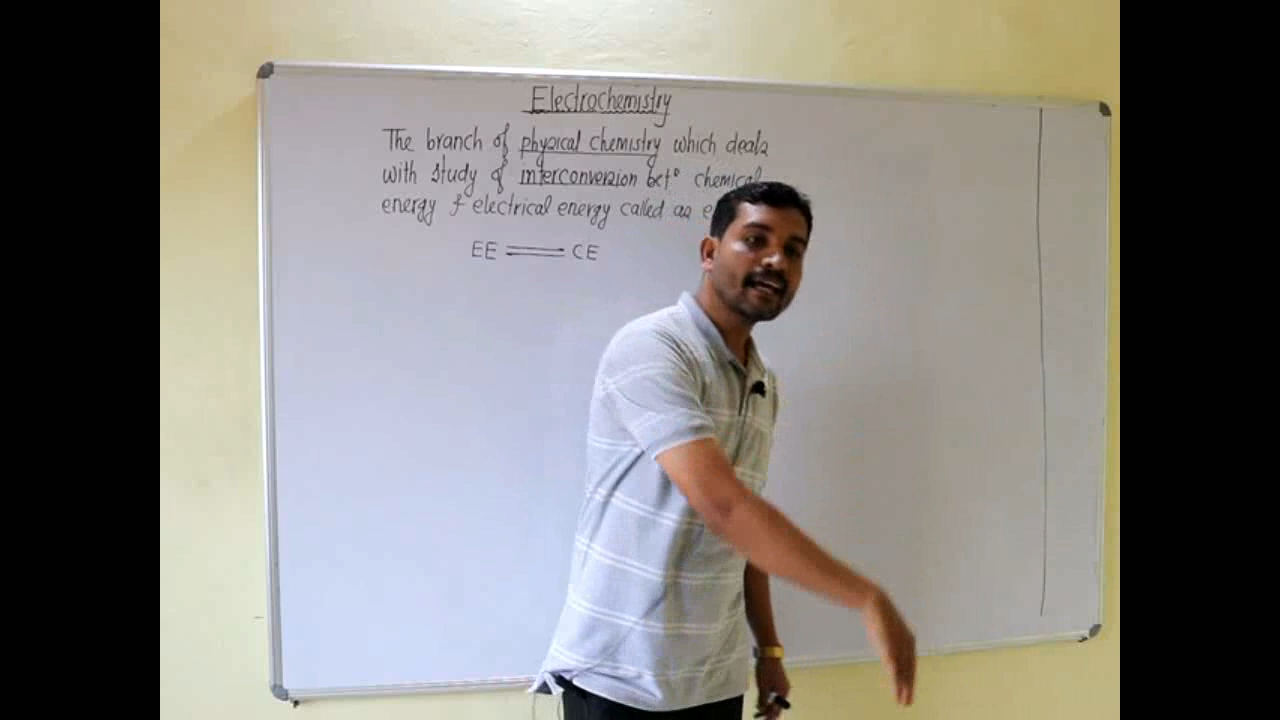 Electrochemistry
The branch of physical chemistry which deals
with study of interconversion betⁿ chemical
energy & electrical energy called as
EE ⇌ CE